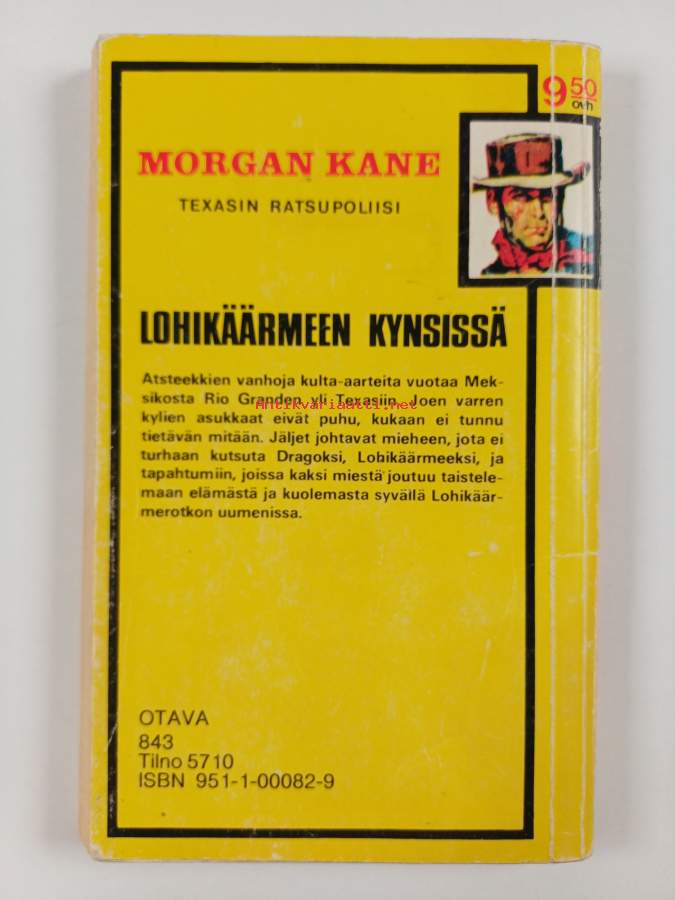 9 50
ovh
MORGAN KANE
TEXASIN RATSUPOLIISI
LOHIKÄÄRMEEN KYNSISSÄ
Atsteekkien vanhoja kulta-aarteita vuotaa Mek-
sikosta Rio Granden yli Texasiin. Joen varren
Antikvariaatti.net
kylien asukkaat eivät puhu, kukaan ei tunnu
tietävän mitään. Jäljet johtavat mieheen, jota ei
turhaan kutsuta Dragoksi, Lohikäärmeeksi, ja
tapahtumiin, joissa kaksi miestä joutuu taistele-
maan elämästä ja kuolemasta syvällä Lohikäär-
merotkon uumenissa.
OTAVA
843
Tilno 5710
ISBN 951-1-00082-9